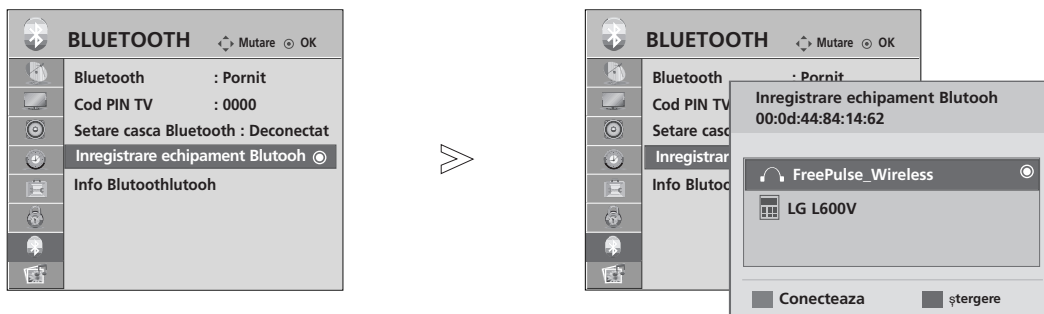 BLUETOOTH Mutare OK
Bluetooth : Pornit
Cod PIN TV : 0000
Setare casca Bluetooth : Deconectat
Inregistrare echipament Blutooh
Info Bluetoothlutooh
BLUETOOTH Mutare OK
Bluetooth : Pornit
Cod PIN TV
Setare casc
Inregistrar
Info Blutoo
Inregistrare echipament Blutooh
00:0d:44:84:14:62
FreePulse_Wireless
LG L600V
Conecteaza ștergere